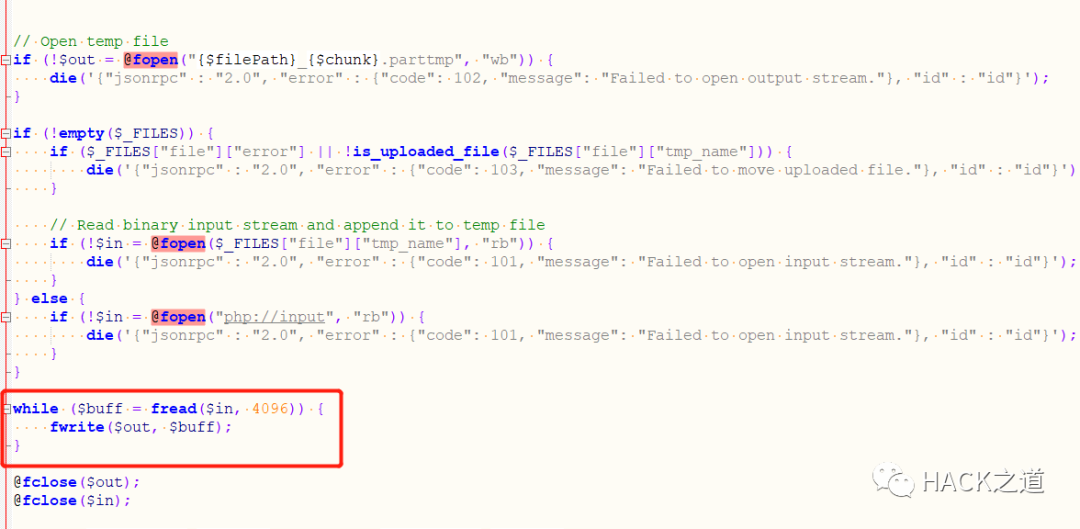 // Open temp file
if (!$out = @fopen("{$filePath}_{$chunk}.parttmp", "wb")) {
die('{"jsonrpc" : "2.0", "error" : {"code": 102, "message": "Failed to open output stream."}, "id" : "id"}');
}
if (!empty($_FILES)) {
if ($_FILES["file"]["error"] || !is_uploaded_file($_FILES["file"]["tmp_name"])) {
die('{"jsonrpc" : "2.0", "error" : {"code": 103, "message": "Failed to move uploaded file."}, "id" : "id"}')
}
// Read binary input stream and append it to temp file
if (!$in = @fopen($_FILES["file"]["tmp_name"], "rb")) {
die('{"jsonrpc" : "2.0", "error" : {"code": 101, "message": "Failed to open input stream."}, "id" : "id"}');
}
} else {
if (!$in = @fopen("php://input", "rb")) {
die('{"jsonrpc" : "2.0", "error" : {"code": 101, "message": "Failed to open input stream."}, "id" : "id"}');
}
}
while ($buff = fread($in, 4096)) {
fwrite($out, $buff);
}
@fclose($out);
@fclose($in);
HACK之道